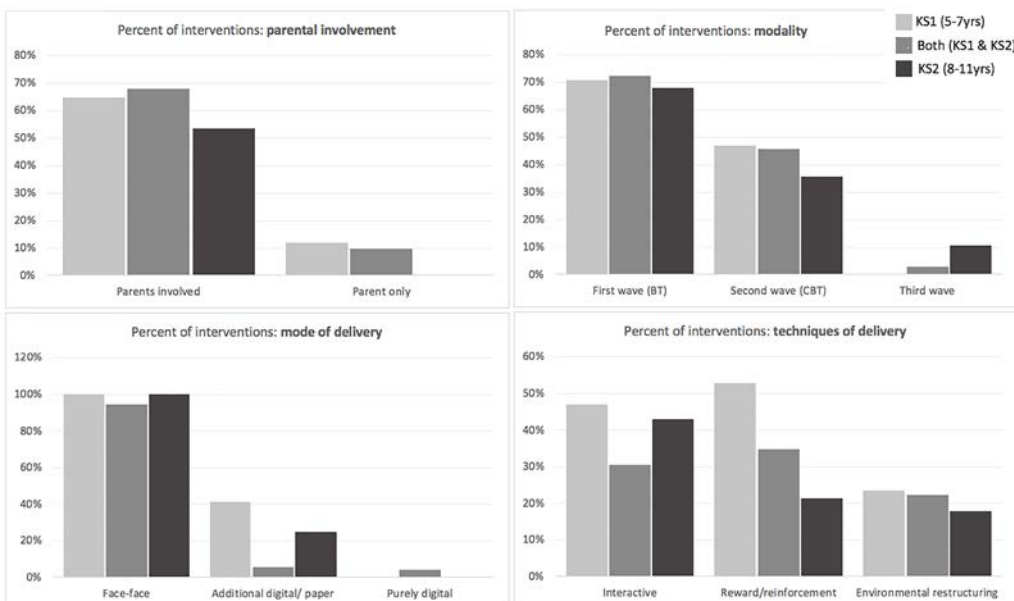 Percent of interventions: parental involvement
80%
70%
60%
50%
40%
30%
20%
10%
0%
Parents involved
Parent only
Percent of interventions: modality
KS1 (5-7yrs)
Both (KS1 & KS2)
KS2 (8-11yrs)
80%
70%
60%
50%
40%
30%
20%
10%
0%
First wave (BT)
Second wave (CBT)
Third wave
Percent of interventions: mode of delivery
120%
100%
80%
60%
40%
20%
0%
Face-face
Additional digital/ paper
Purely digital
Percent of interventions: techniques of delivery
60%
50%
40%
30%
20%
10%
0%
Interactive
Reward/reinforcement
Environmental restructuring